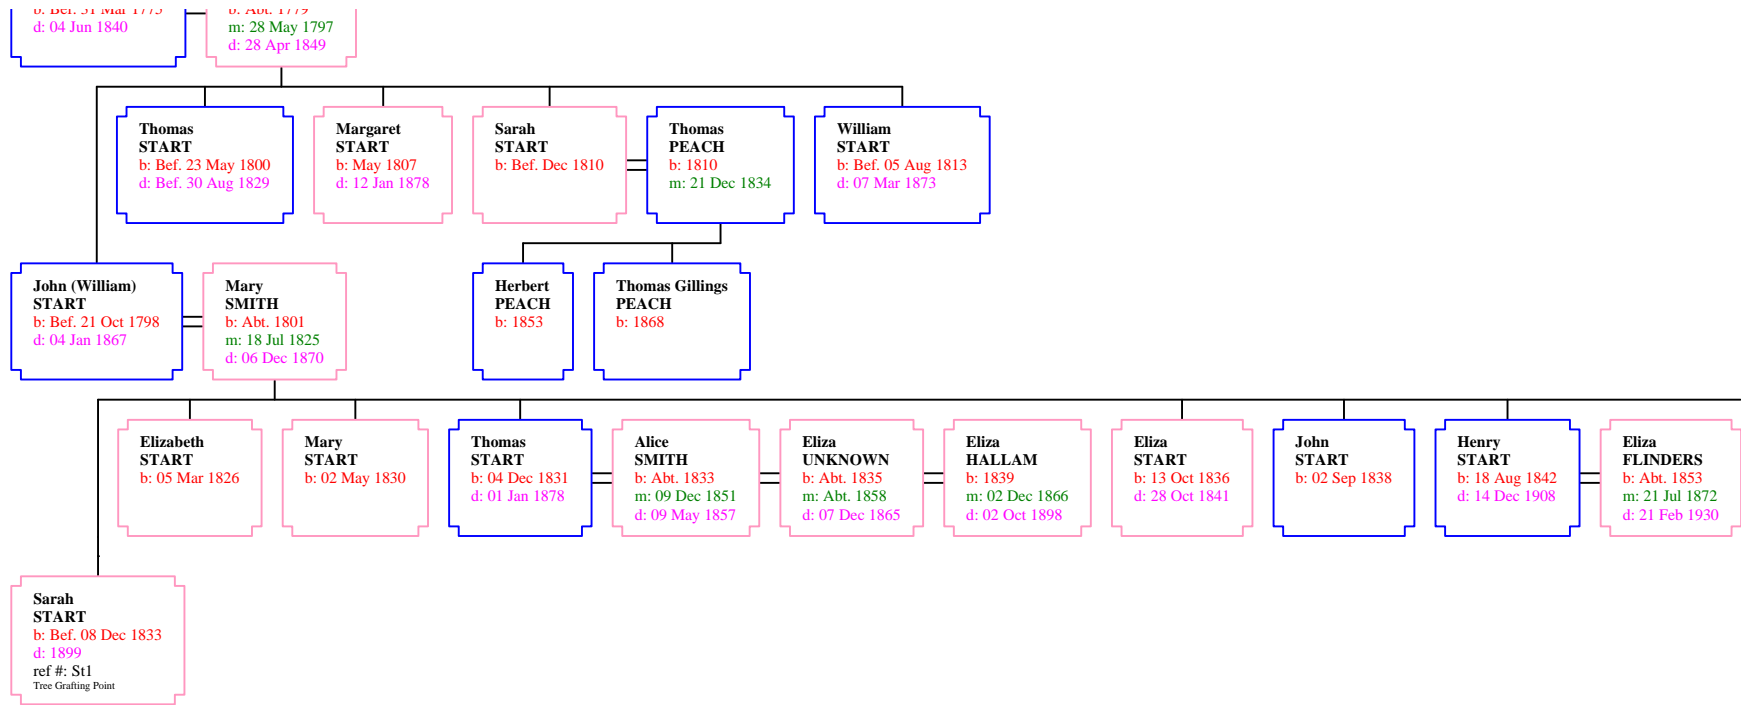 b: Bef. 31 Mar 1775
d: 04 Jun 1840
b: Abt. 1779
m: 28 May 1797
d: 28 Apr 1849
Thomas
START
b: Bef. 23 May 1800
d: Bef. 30 Aug 1829
Margaret
START
b: May 1807
d: 12 Jan 1878
Sarah
START
b: Bef. Dec 1810
Thomas
PEACH
b: 1810
m: 21 Dec 1834
William
START
b: Bef. 05 Aug 1813
d: 07 Mar 1873
John (William)
START
b: Bef. 21 Oct 1798
d: 04 Jan 1867
Mary
SMITH
b: Abt. 1801
m: 18 Jul 1825
d: 06 Dec 1870
Herbert
PEACH
b: 1853
Thomas Gillings
PEACH
b: 1868
Elizabeth
START
b: 05 Mar 1826
Mary
START
b: 02 May 1830
Thomas
START
b: 04 Dec 1831
d: 01 Jan 1878
Alice
SMITH
b: Abt. 1833
m: 09 Dec 1851
d: 09 May 1857
Eliza
UNKNOWN
b: Abt. 1835
m: Abt. 1858
d: 07 Dec 1865
Eliza
HALLAM
b: 1839
m: 02 Dec 1866
d: 02 Oct 1898
Eliza
START
b: 13 Oct 1836
d: 28 Oct 1841
John
START
b: 02 Sep 1838
Henry
START
b: 18 Aug 1842
d: 14 Dec 1908
Eliza
FLINDERS
b: Abt. 1853
m: 21 Jul 1872
d: 21 Feb 1930
Sarah
START
b: Bef. 08 Dec 1833
d: 1899
ref #: St1
Tree Grafting Point